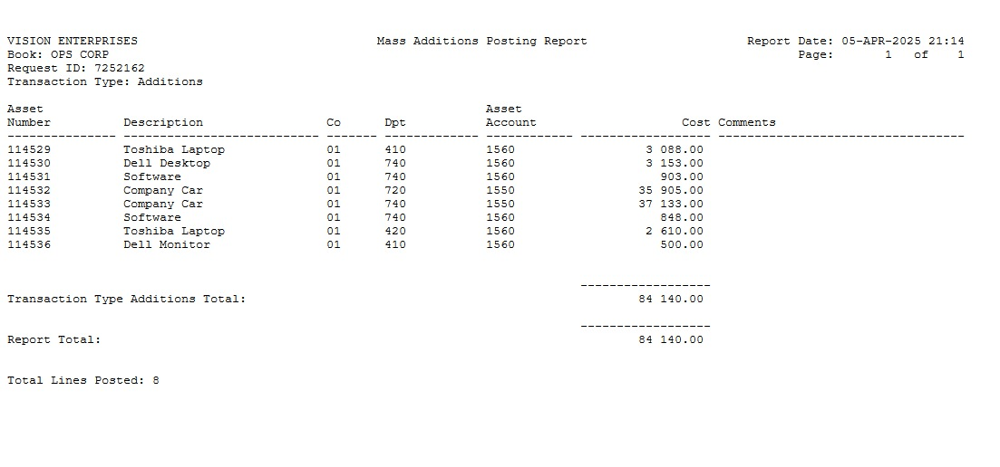 VISION ENTERPRISES Mass Additions Posting Report Report Date: 05-APR-2025 21:14
Book: OPS CORP Page: 1 of 1
Request ID: 7252162
Transaction Type: Additions
Asset Asset
Number Description Co Dpt Account Cost Comments
--------------- --------------------------- ------- ------------- ------------ ------------------ ----------------------------------
114529 Toshiba Laptop 01 410 1560 3 088.00
114530 Dell Desktop 01 740 1560 3 153.00
114531 Software 01 740 1560 903.00
114532 Company Car 01 720 1550 35 905.00
114533 Company Car 01 740 1550 37 133.00
114534 Software 01 740 1560 848.00
114535 Toshiba Laptop 01 420 1560 2 610.00
114536 Dell Monitor 01 410 1560 500.00
------------------
Transaction Type Additions Total: 84 140.00
------------------
Report Total: 84 140.00
Total Lines Posted: 8